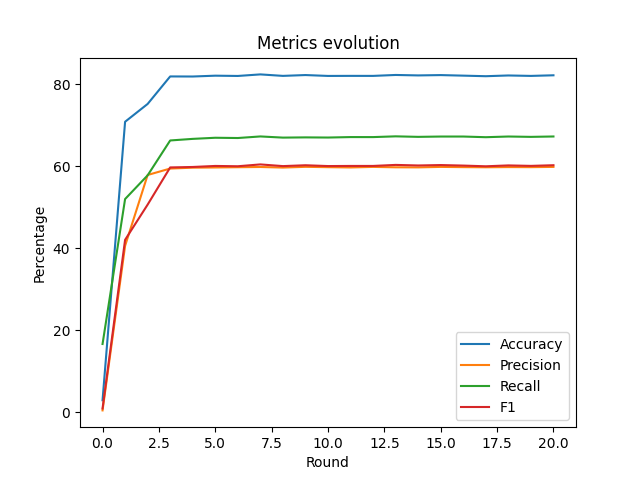 Metrics evolution
Percentage
80
60
40
20
0
0.0 2.5 5.0 7.5 10.0 12.5 15.0 17.5 20.0
Round
Accuracy
Precision
Recall
F1